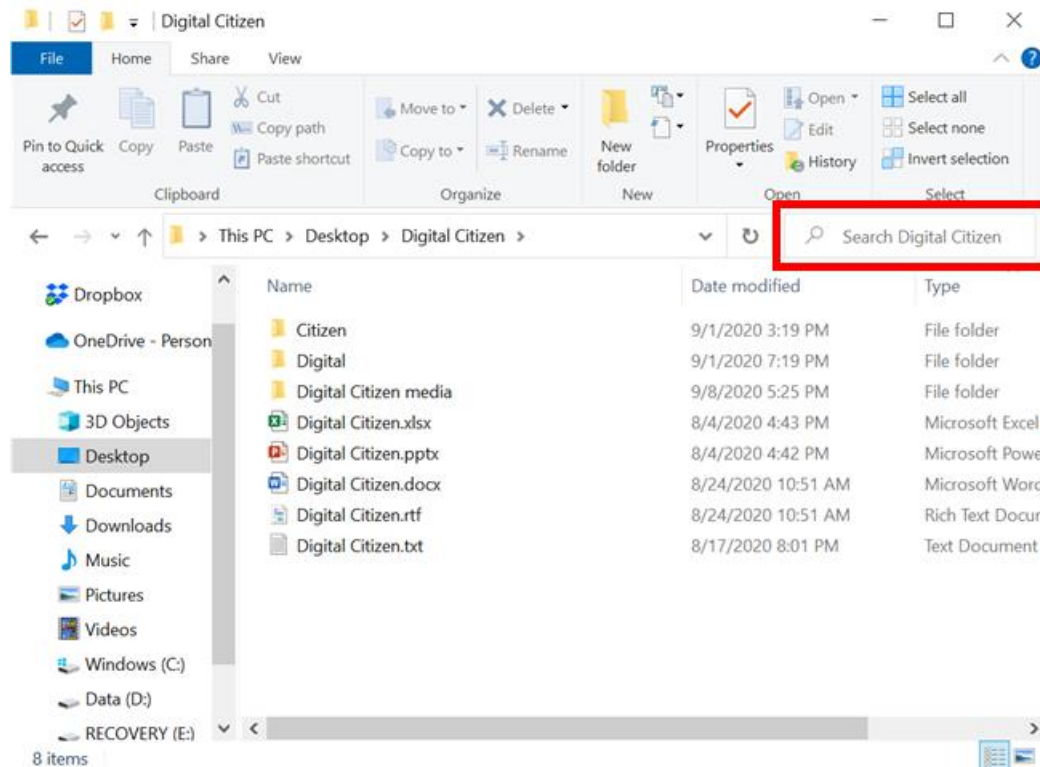 Digital Citizen
File Home Share View
Pin to Quick access
Copy
Paste
Cut
Copy path
Paste shortcut
Clipboard
Move to
Copy to
Delete
Rename
Organize
New folder
New
Properties
Open
Edit
History
Open
Select all
Select none
Invert selection
Select
This PC > Desktop > Digital Citizen >
Search Digital Citizen
Dropbox
OneDrive - Person
This PC
3D Objects
Desktop
Documents
Downloads
Music
Pictures
Videos
Windows (C:)
Data (D:)
RECOVERY (E:)
Name Date modified Type
Citizen 9/1/2020 3:19 PM File folder
Digital 9/1/2020 7:19 PM File folder
Digital Citizen media 9/8/2020 5:25 PM File folder
Digital Citizen.xlsx 8/4/2020 4:43 PM Microsoft Excel
Digital Citizen.pptx 8/4/2020 4:42 PM Microsoft Powe
Digital Citizen.docx 8/24/2020 10:51 AM Microsoft Word
Digital Citizen.rtf 8/24/2020 10:51 AM Rich Text Docur
Digital Citizen.txt 8/17/2020 8:01 PM Text Document
8 items